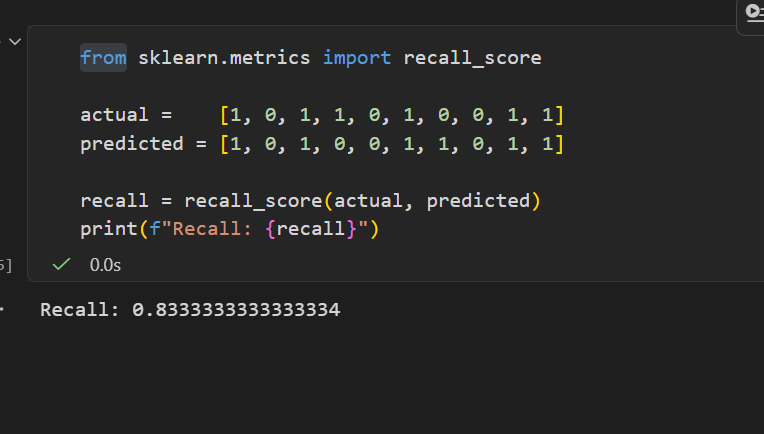 from sklearn.metrics import recall_score
actual =    [1, 0, 1, 1, 0, 1, 0, 0, 1, 1]
predicted = [1, 0, 1, 0, 0, 1, 1, 0, 1, 1]
recall = recall_score(actual, predicted)
print(f"Recall: {recall}")
5]
0.0s
Recall: 0.8333333333333334